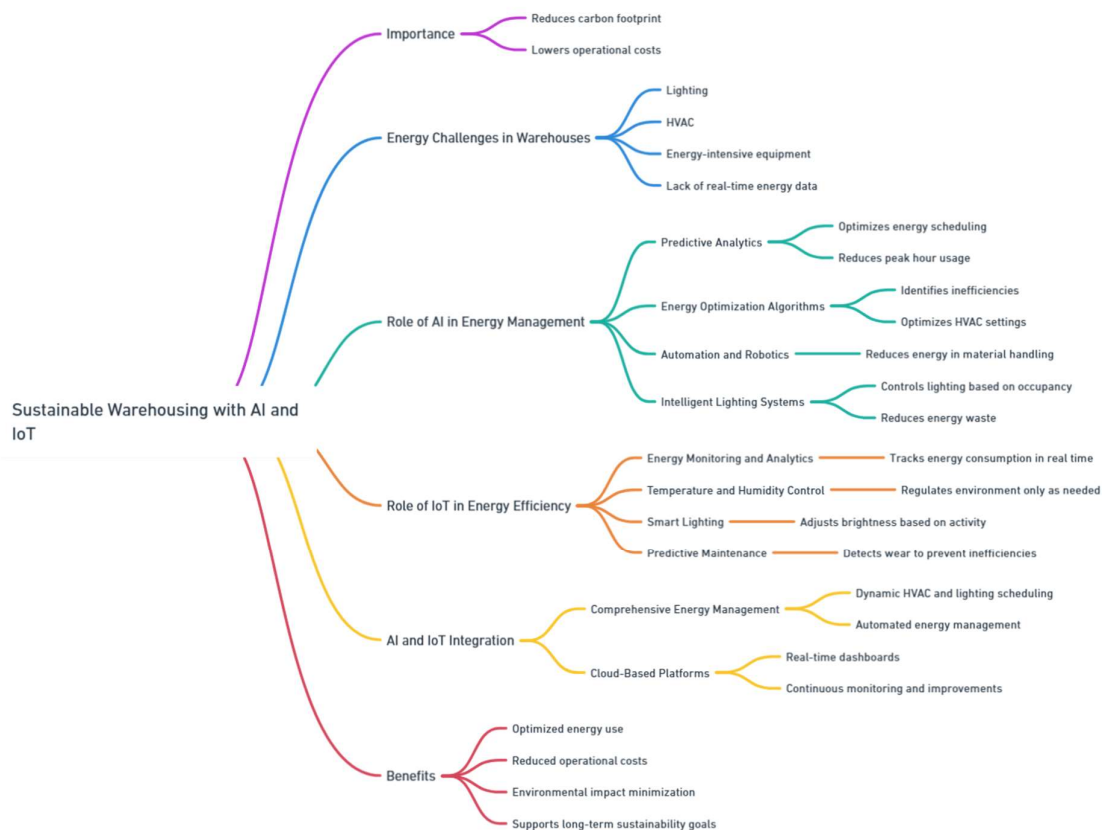 Sustainable Warehousing with AI and
IoT
Importance
Reduces carbon footprint
Lowers operational costs
Energy Challenges in Warehouses
Lighting
HVAC
Energy-intensive equipment
Lack of real-time energy data
Role of AI in Energy Management
Predictive Analytics
Optimizes energy scheduling
Reduces peak hour usage
Energy Optimization Algorithms
Identifies inefficiencies
Optimizes HVAC settings
Automation and Robotics
Reduces energy in material handling
Intelligent Lighting Systems
Controls lighting based on occupancy
Reduces energy waste
Role of IoT in Energy Efficiency
Energy Monitoring and Analytics
Tracks energy consumption in real time
Temperature and Humidity Control
Regulates environment only as needed
Smart Lighting
Adjusts brightness based on activity
Predictive Maintenance
Detects wear to prevent inefficiencies
AI and IoT Integration
Comprehensive Energy Management
Dynamic HVAC and lighting scheduling
Automated energy management
Cloud-Based Platforms
Real-time dashboards
Continuous monitoring and improvements
Benefits
Optimized energy use
Reduced operational costs
Environmental impact minimization
Supports long-term sustainability goals